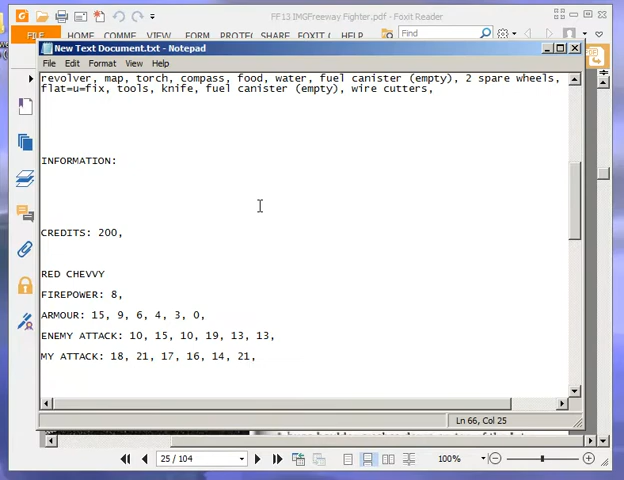 FF13 IMGFreeway Fighter.pdf - Foxit Reader
FILE HOME COMME VIEW FORM PROTE SHARE FOXIT C HELP Find
New Text Document.txt - Notepad
File Edit Format View Help
revolver, map, torch, compass, food, water, fuel canister (empty), 2 spare wheels,
flat=u=fix, tools, knife, fuel canister (empty), wire cutters,
INFORMATION:
CREDITS: 200,
RED CHEVVY
FIREPOWER: 8,
ARMOUR: 15, 9, 6, 4, 3, 0,
ENEMY ATTACK: 10, 15, 10, 19, 13, 13,
MY ATTACK: 18, 21, 17, 16, 14, 21,
Ln 66, Col 25
25 / 104 100%